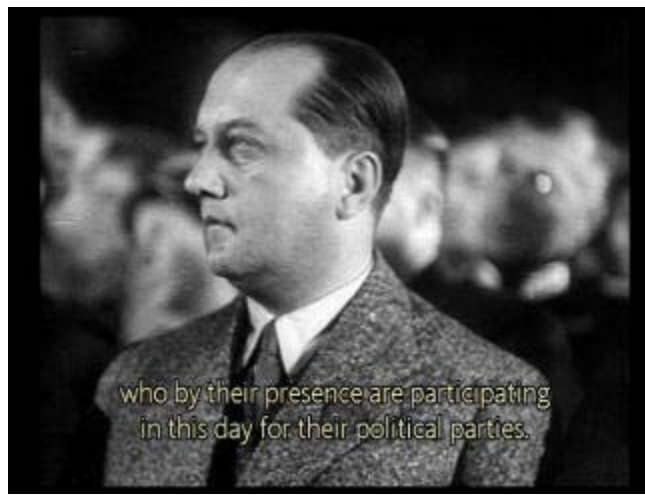 who by their presence are participating
in this day for their political parties.